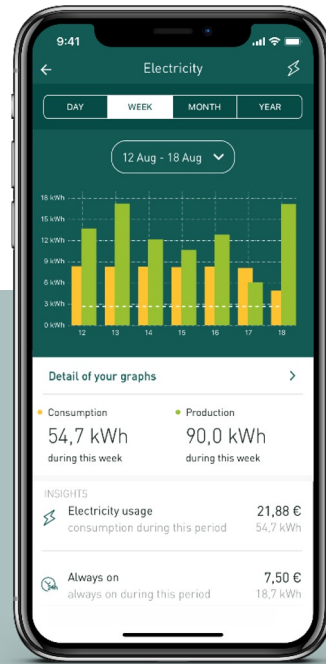 9:41
Electricity
DAY WEEK MONTH YEAR
12 Aug - 18 Aug
18 kWh
15 kWh
12 kWh
9 kWh
6 kWh
3 kWh
0 kWh
12 13 14 15 16 17 18
Detail of your graphs
Consumption Production
54,7 kWh 90,0 kWh
during this week during this week
INSIGHTS
Electricity usage 21,88 €
consumption during this period 54,7 kWh
Always on 7,50 €
always on during this period 18,7 kWh